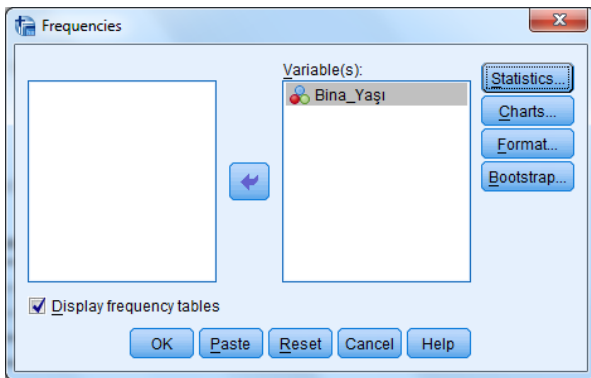 Frequencies
Variable(s):
Bina_Yaşı
Statistics...
Charts...
Format...
Bootstrap...
Display frequency tables
OK Paste Reset Cancel Help